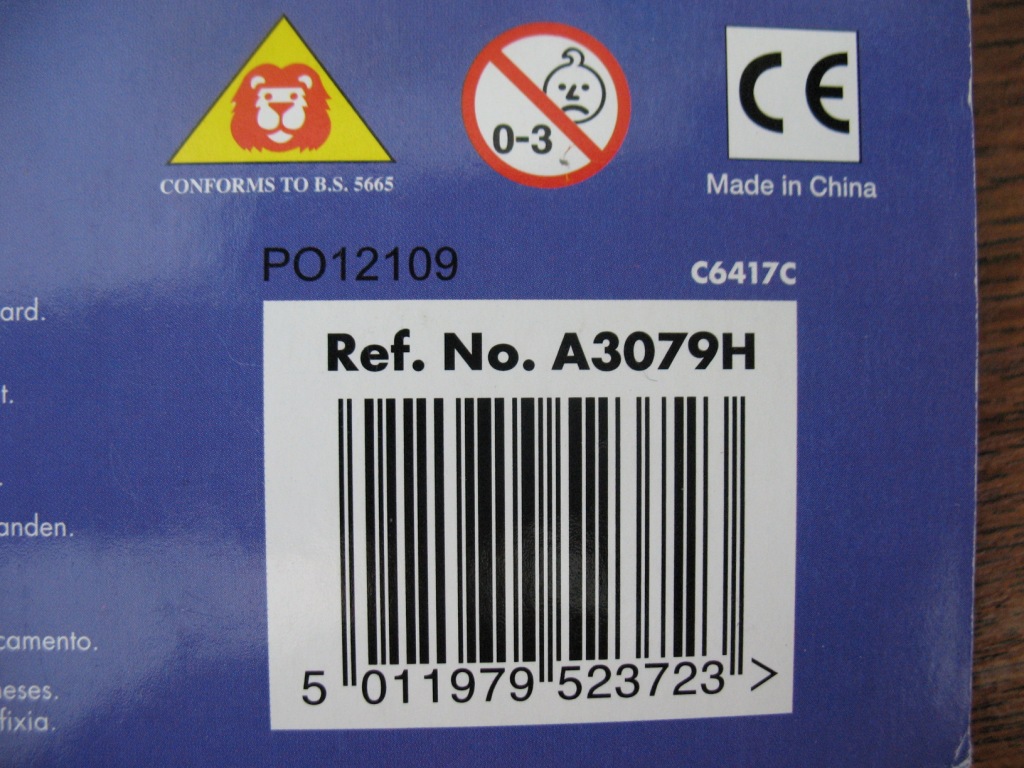 CONFORMS TO B.S. 5665
0-3
CE
Made in China
PO12109
C6417C
ard.
Ref. No. A3079H
t.
anden.
camento.
eses.
fixia.
5 011979 523723 >